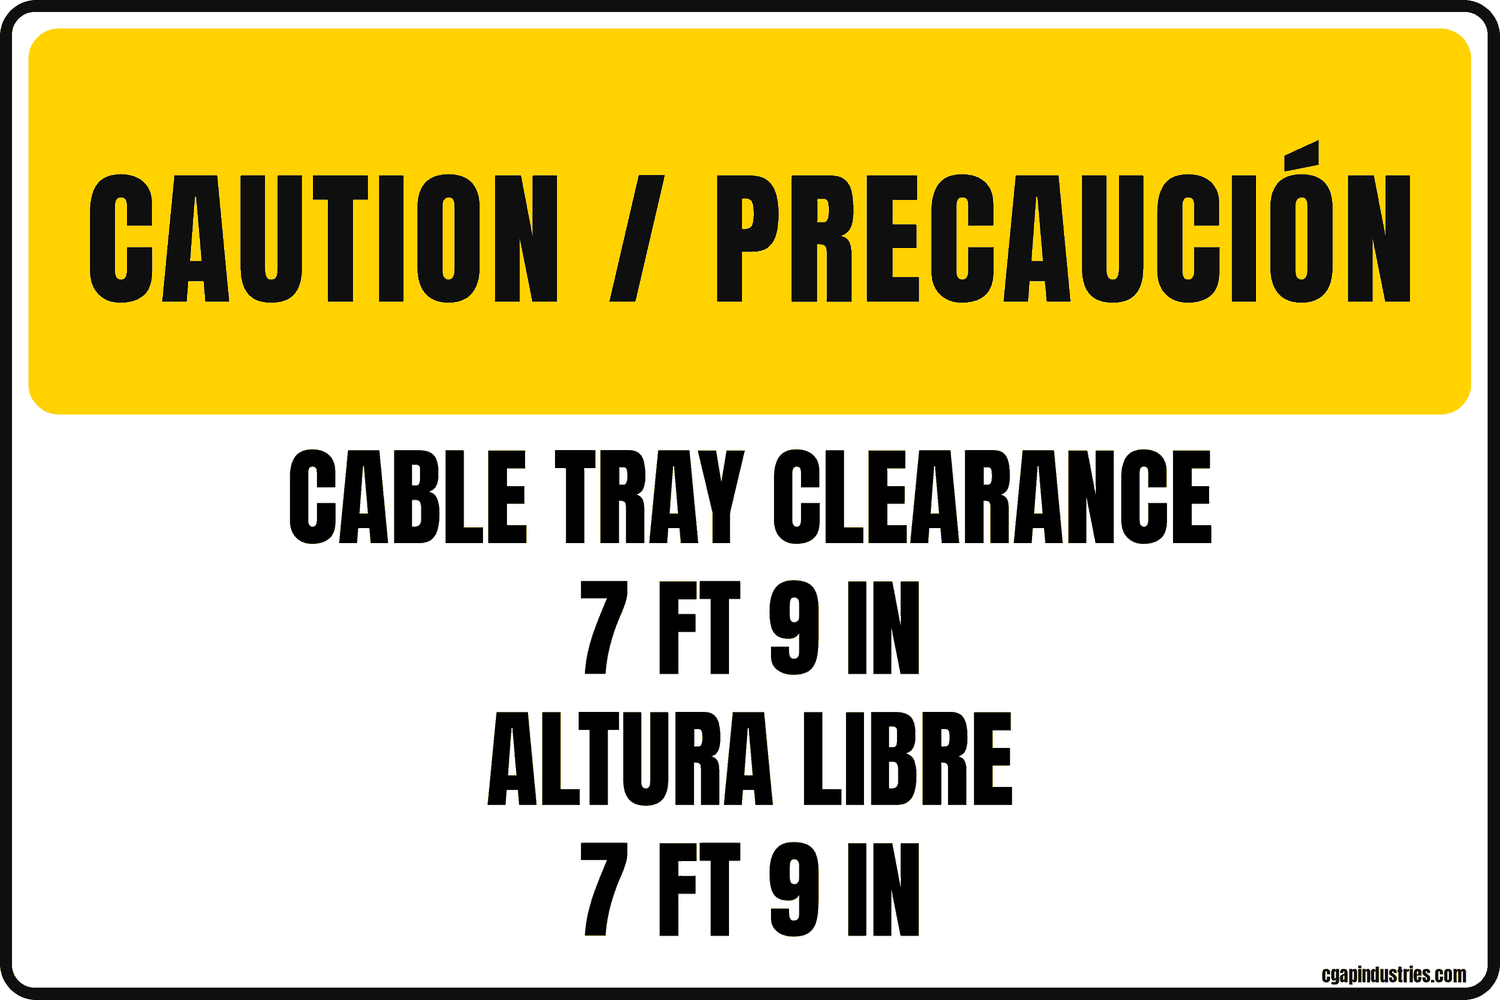 CAUTION / PRECAUCIÓN
CABLE TRAY CLEARANCE
7 FT 9 IN
ALTURA LIBRE
7 FT 9 IN
cgapindustries.com